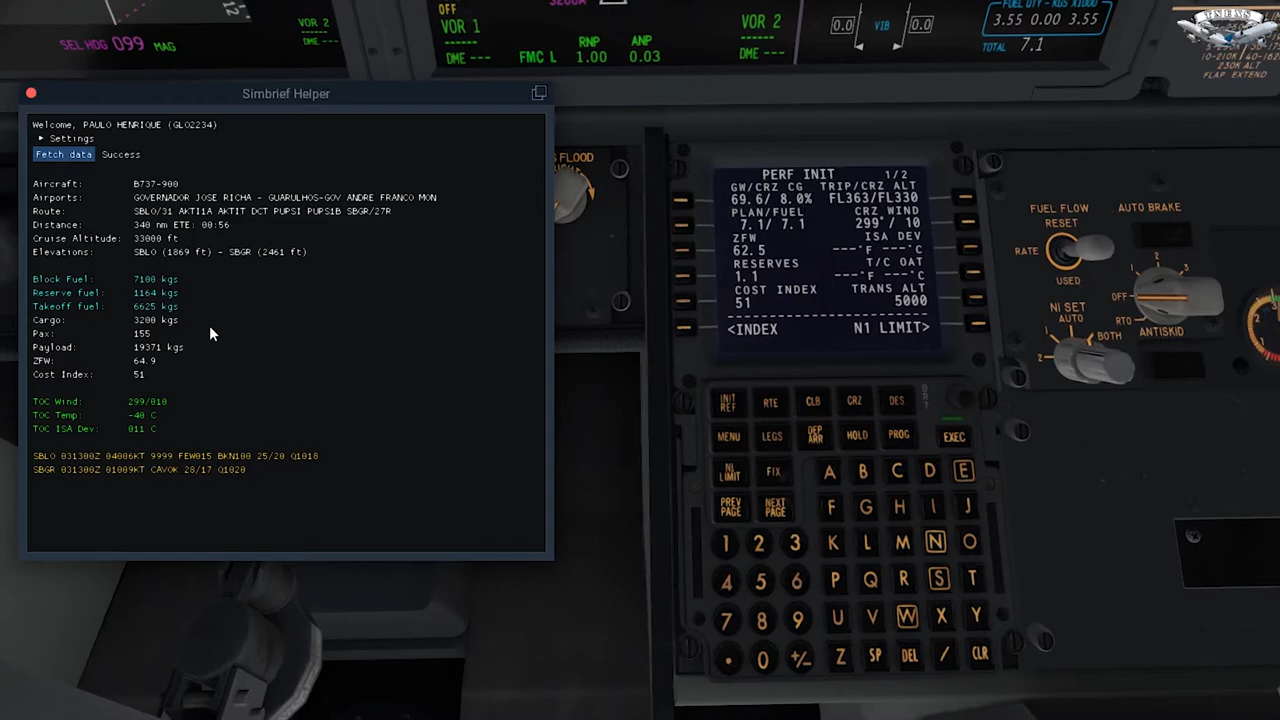 12
VOR 2
DME ---
SEL HDG 099 MAG
OFF
VOR 1
DME ---
FMC L
RNP
1.00
ANP
0.03
VOR 2
DME ---
0.0 VIB 0.0
FUEL QTY - KGS X1000
3.55 0.00 3.55
TOTAL 7.1
230K ALT
FLAP EXTEND
Simbrief Helper
Welcome, PAULO HENRIQUE (GLO2234)
Settings
Fetch data Success
Aircraft: B737-900
Airports: GOVERNADOR JOSE RICHA - GUARULHOS-GOV ANDRE FRANCO MON
Route: SBLO/31 AKTI1A AKTIT DCT PUPSI PUPS1B SBGR/27R
Distance: 340 nm ETE: 00:56
Cruise Altitude: 33000 ft
Elevations: SBLO (1869 ft) - SBGR (2461 ft)
Block Fuel: 7100 kgs
Reserve fuel: 1164 kgs
Takeoff fuel: 6625 kgs
Cargo: 3200 kgs
Pax: 155
Payload: 19371 kgs
ZFW: 64.9
Cost Index: 51
TOC Wind: 299/010
TOC Temp: -40 C
TOC ISA Dev: 011 C
SBLO 031300Z 04006KT 9999 FEW015 BKN100 25/20 Q1018
SBGR 031300Z 01009KT CAVOK 28/17 Q1020
FLOOD
PERF INIT 1/2
GW/CRZ CG TRIP/CRZ ALT
69.6/ 8.0% FL363/FL330
PLAN/FUEL CRZ WIND
7.1/ 7.1 299°/ 10
ZFW ISA DEV
62.5 ---°F ---°C
RESERVES T/C OAT
1.1 ---°F ---°C
COST INDEX TRANS ALT
51 5000
<INDEX N1 LIMIT>
INIT REF RTE CLB CRZ DES
BRT
MENU LEGS DEP ARR HOLD PROG EXEC
N1 LIMIT FIX A B C D E
PREV PAGE NEXT PAGE F G H I J
1 2 3 K L M N O
4 5 6 P Q R S T
7 8 9 U V W X Y
. 0 +/- Z SP DEL / CLR
FUEL FLOW
RESET
RATE
USED
AUTO BRAKE
1 2 3
OFF
RTO
ANTISKID
N1 SET
AUTO
BOTH
1
2